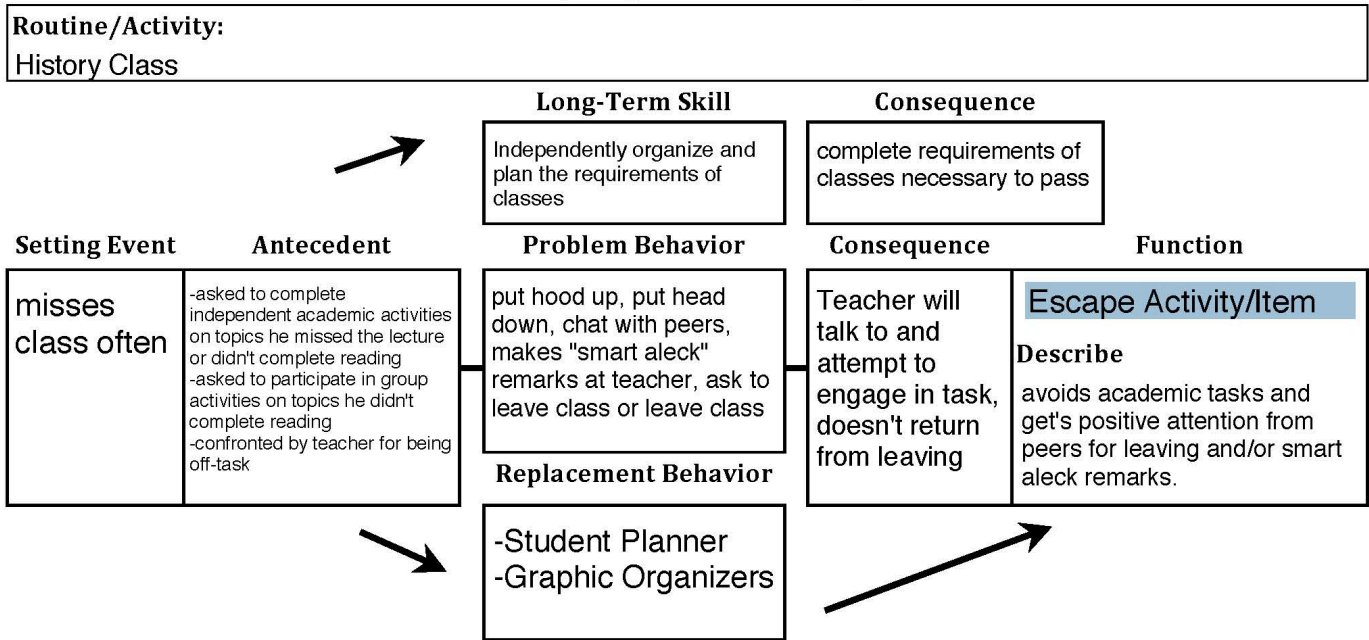 Routine/Activity:
History Class
Long-Term Skill
Independently organize and
plan the requirements of
classes
Consequence
complete requirements of
classes necessary to pass
Setting Event
misses
class often
Antecedent
-asked to complete
independent academic activities
on topics he missed the lecture
or didn't complete reading
-asked to participate in group
activities on topics he didn't
complete reading
-confronted by teacher for being
off-task
Problem Behavior
put hood up, put head
down, chat with peers,
makes "smart aleck"
remarks at teacher, ask to
leave class or leave class
Consequence
Teacher will
talk to and
attempt to
engage in task,
doesn't return
from leaving
Function
Escape Activity/Item
Describe
avoids academic tasks and
get's positive attention from
peers for leaving and/or smart
aleck remarks.
Replacement Behavior
-Student Planner
-Graphic Organizers